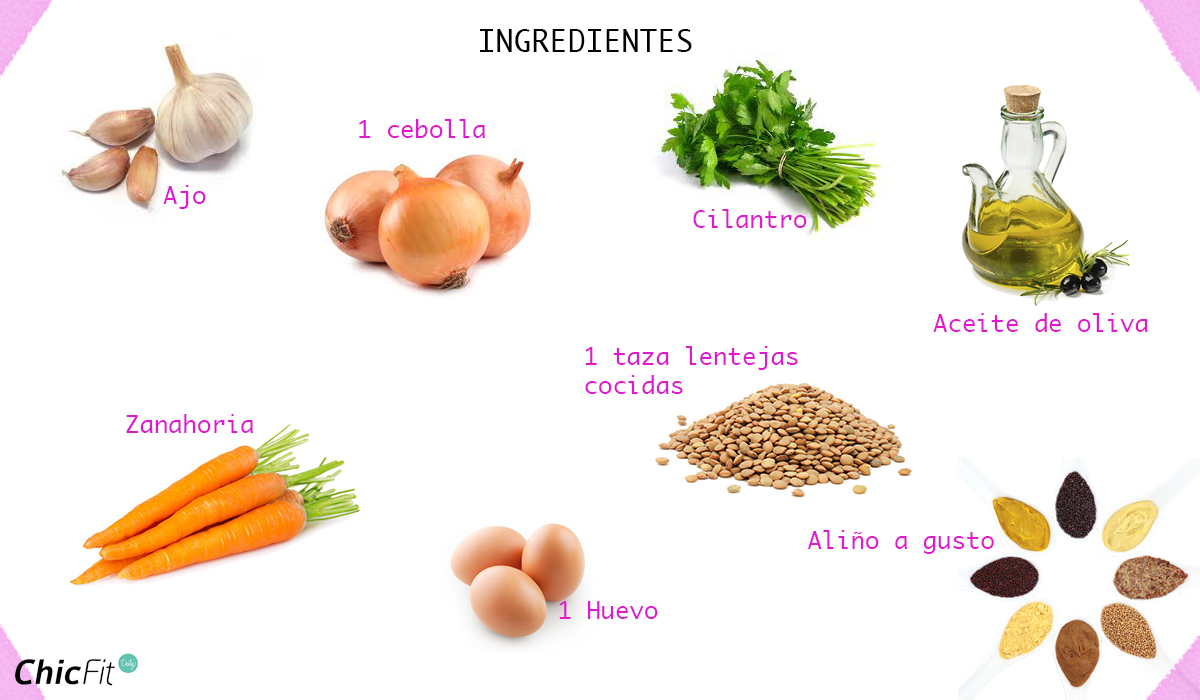 INGREDIENTES
1 cebolla
Ajo
Cilantro
Aceite de oliva
1 taza lentejas
cocidas
Zanahoria
Aliño a gusto
1 Huevo
ChicFit Daily